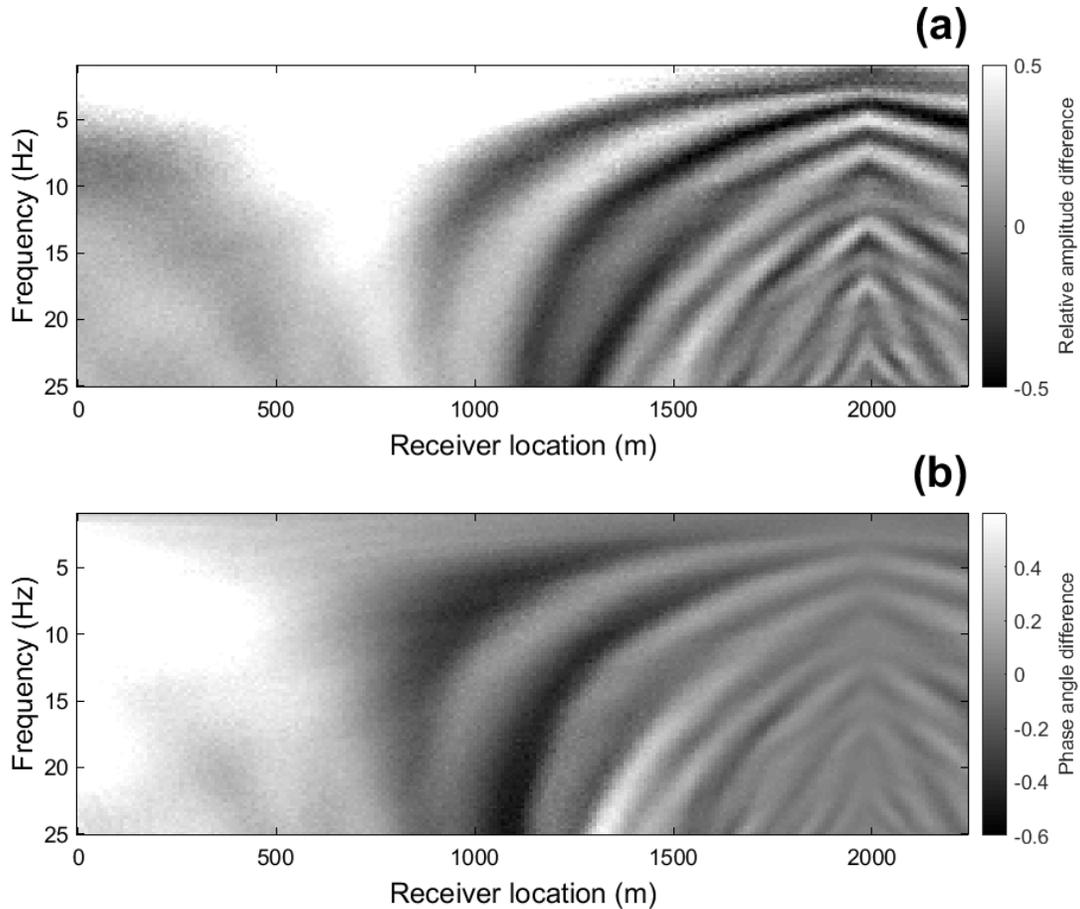 (a)
0.5
0
-0.5
Relative amplitude difference
5
10
15
20
25
Frequency (Hz)
0 500 1000 1500 2000
Receiver location (m)
(b)
0.4
0.2
0
-0.2
-0.4
-0.6
Phase angle difference
5
10
15
20
25
Frequency (Hz)
0 500 1000 1500 2000
Receiver location (m)